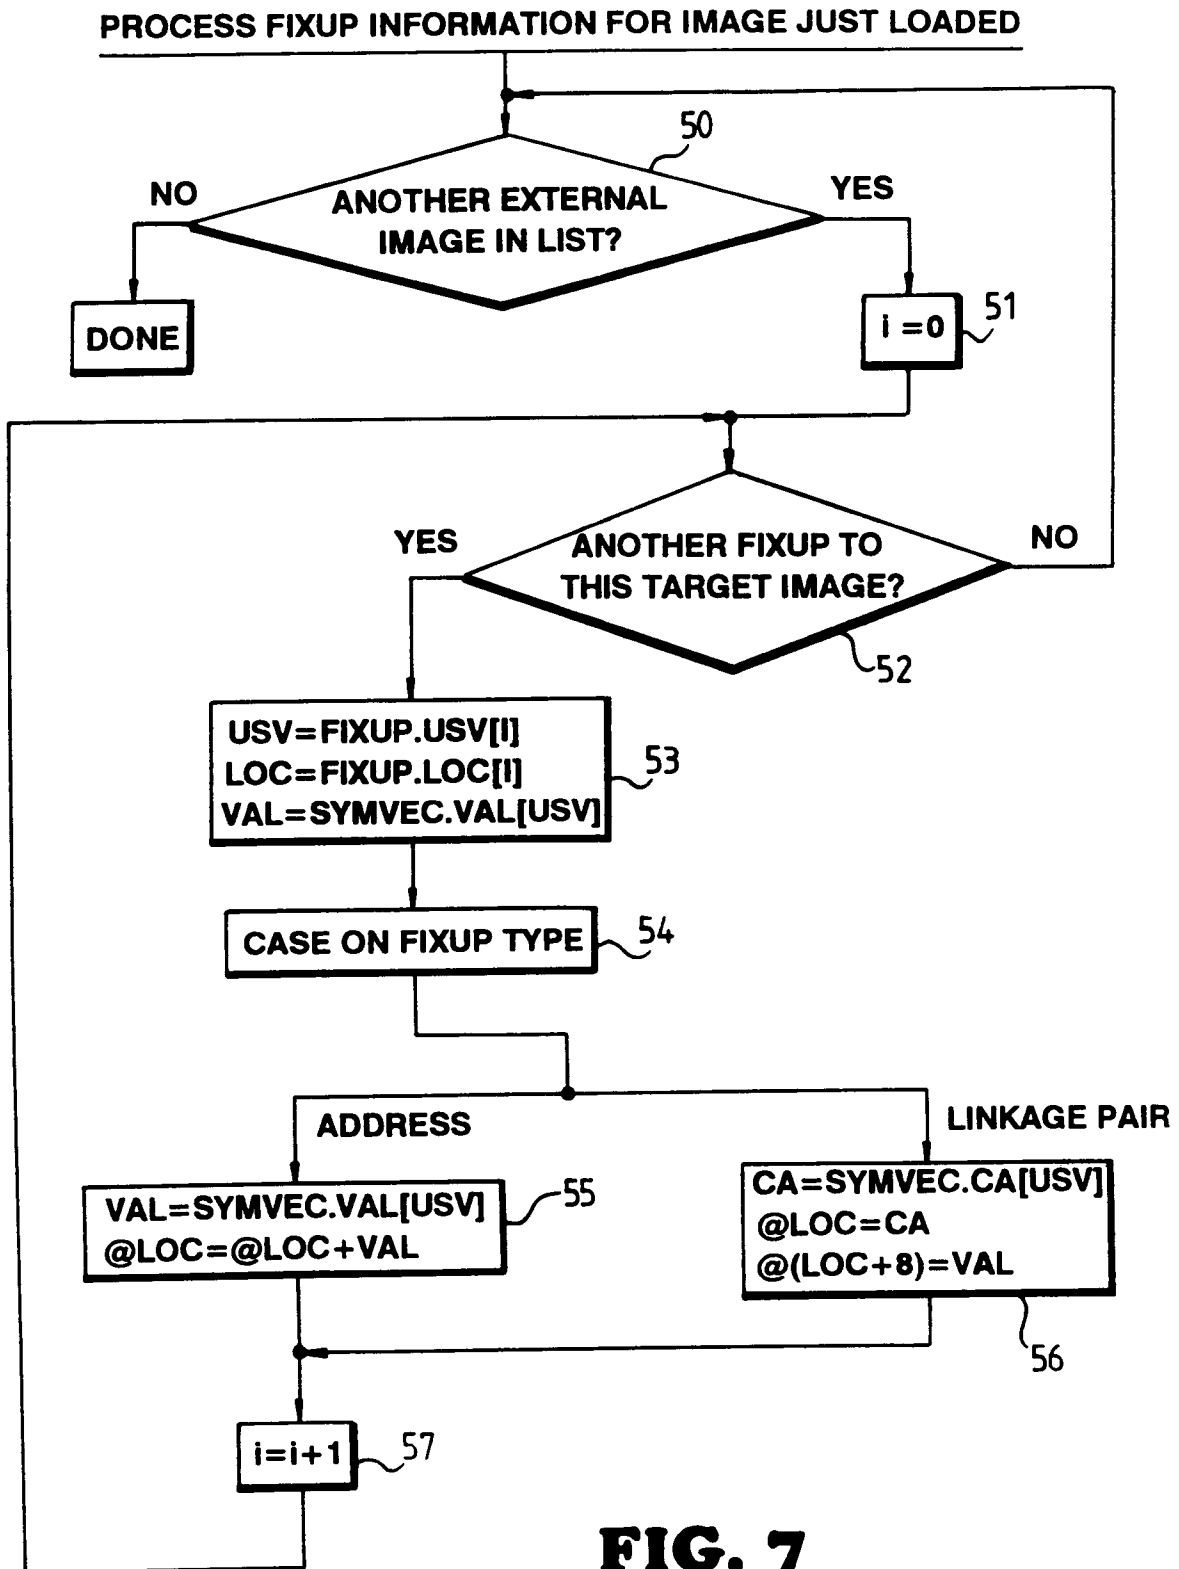 PROCESS FIXUP INFORMATION FOR IMAGE JUST LOADED
50
NO
YES
ANOTHER EXTERNAL
IMAGE IN LIST?
DONE
i =0
51
YES
NO
ANOTHER FIXUP TO
THIS TARGET IMAGE?
52
USV=FIXUP.USV[I]
LOC=FIXUP.LOC[I]
VAL=SYMVEC.VAL[USV]
53
CASE ON FIXUP TYPE
54
ADDRESS
LINKAGE PAIR
VAL=SYMVEC.VAL[USV]
@LOC=@LOC+VAL
55
CA=SYMVEC.CA[USV]
@LOC=CA
@(LOC+8)=VAL
56
i=i+1
57
FIG. 7